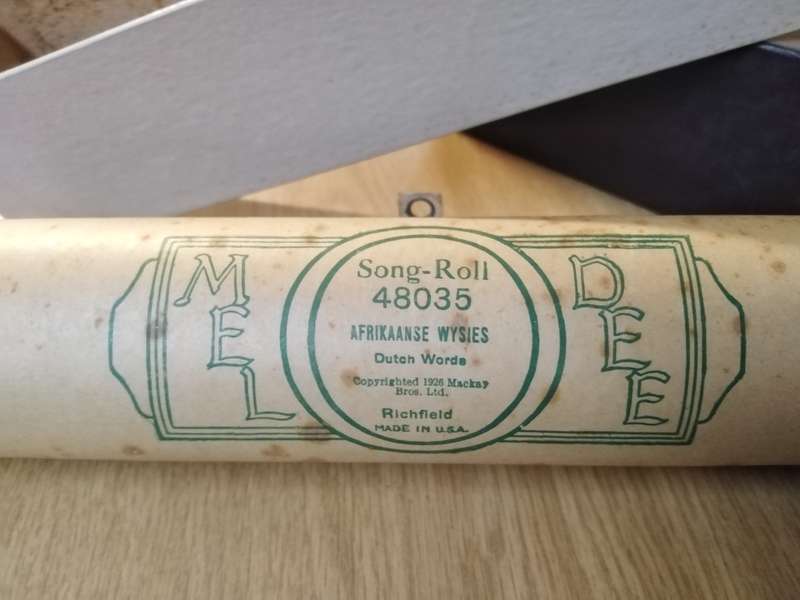 MEL
Song-Roll
48035
AFRIKAANSE WYSIES
Dutch Words
Copyrighted 1926 Mackay
Bros. Ltd.
Richfield
MADE IN U.S.A.
DEE